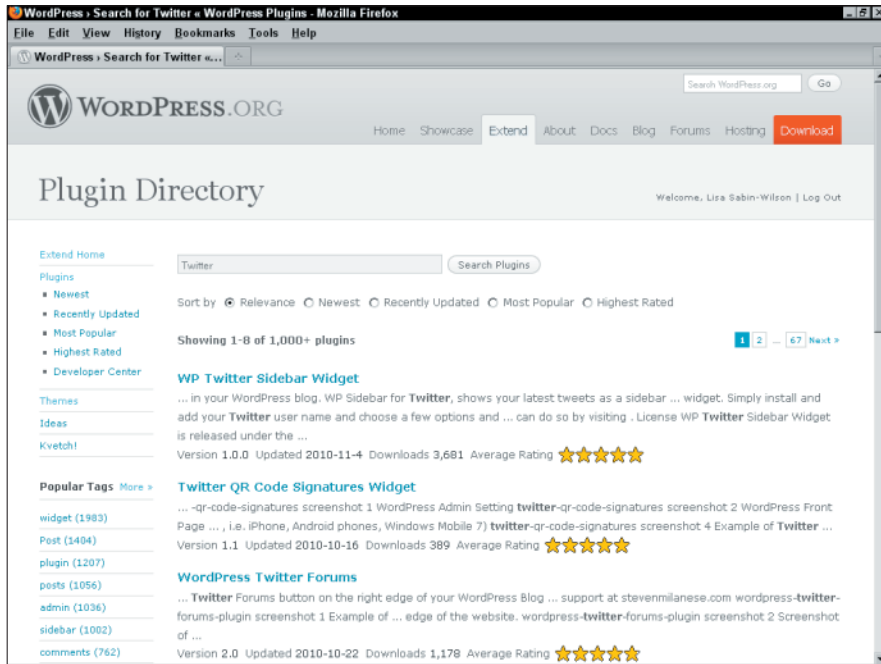 WordPress › Search for Twitter « WordPress Plugins - Mozilla Firefox
File Edit View History Bookmarks Tools Help
WordPress › Search for Twitter «...
WORDPRESS.ORG
Search WordPress.org
Go
Home Showcase Extend About Docs Blog Forums Hosting Download
Plugin Directory
Welcome, Lisa Sabin-Wilson | Log Out
Extend Home
Plugins
Newest
Recently Updated
Most Popular
Highest Rated
Developer Center
Themes
Ideas
Kvetch!
Popular Tags More »
widget (1983)
Post (1404)
plugin (1207)
posts (1056)
admin (1036)
sidebar (1002)
comments (762)
Twitter
Search Plugins
Sort by Relevance Newest Recently Updated Most Popular Highest Rated
Showing 1-8 of 1,000+ plugins
1 2 ... 67 Next »
WP Twitter Sidebar Widget
... in your WordPress blog. WP Sidebar for Twitter, shows your latest tweets as a sidebar ... widget. Simply install and
add your Twitter user name and choose a few options and ... can do so by visiting . License WP Twitter Sidebar Widget
is released under the ...
Version 1.0.0 Updated 2010-11-4 Downloads 3,681 Average Rating
Twitter QR Code Signatures Widget
... -qr-code-signatures screenshot 1 WordPress Admin Setting twitter-qr-code-signatures screenshot 2 WordPress Front
Page ... , i.e. iPhone, Android phones, Windows Mobile 7) twitter-qr-code-signatures screenshot 4 Example of Twitter ...
Version 1.1 Updated 2010-10-16 Downloads 389 Average Rating
WordPress Twitter Forums
... Twitter Forums button on the right edge of your WordPress Blog ... support at stevenmilanese.com wordpress-twitter-
forums-plugin screenshot 1 Example of ... edge of the website. wordpress-twitter-forums-plugin screenshot 2 Screenshot
of ...
Version 2.0 Updated 2010-10-22 Downloads 1,178 Average Rating